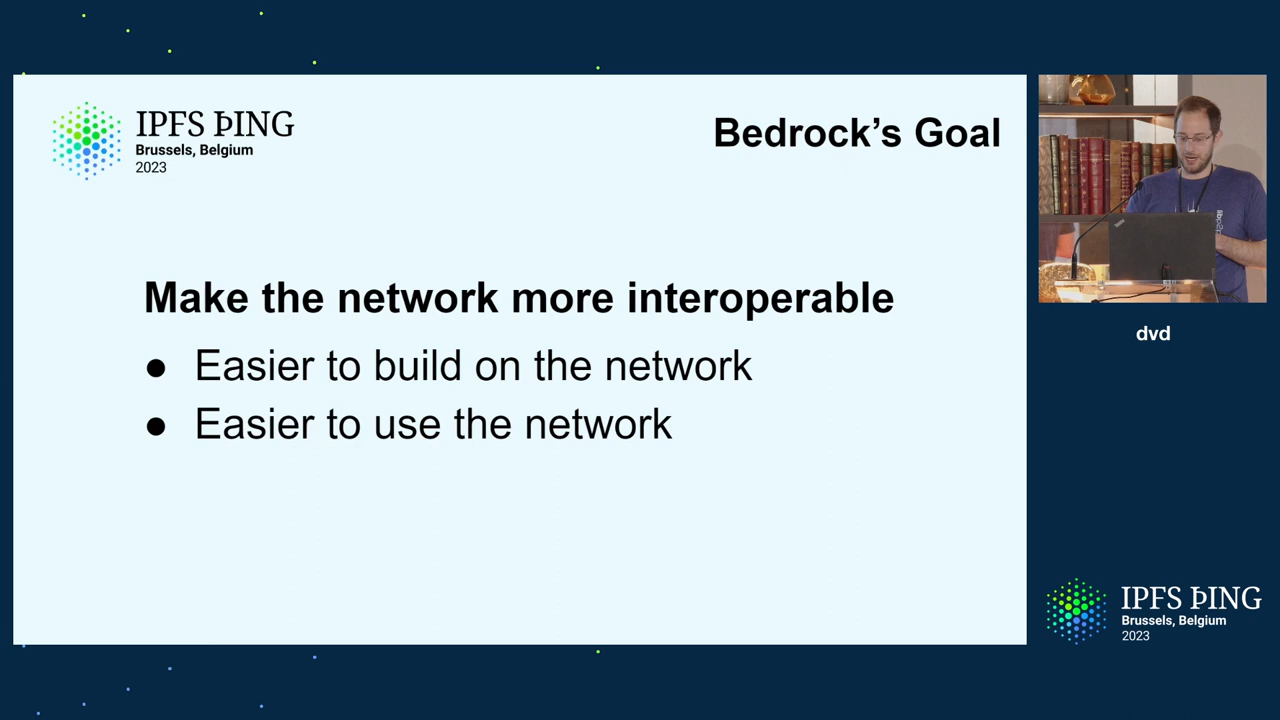 IPFS ÞING
Brussels, Belgium
2023
Bedrock’s Goal
Make the network more interoperable
● Easier to build on the network
● Easier to use the network
dvd
IPFS ÞING
Brussels, Belgium
2023